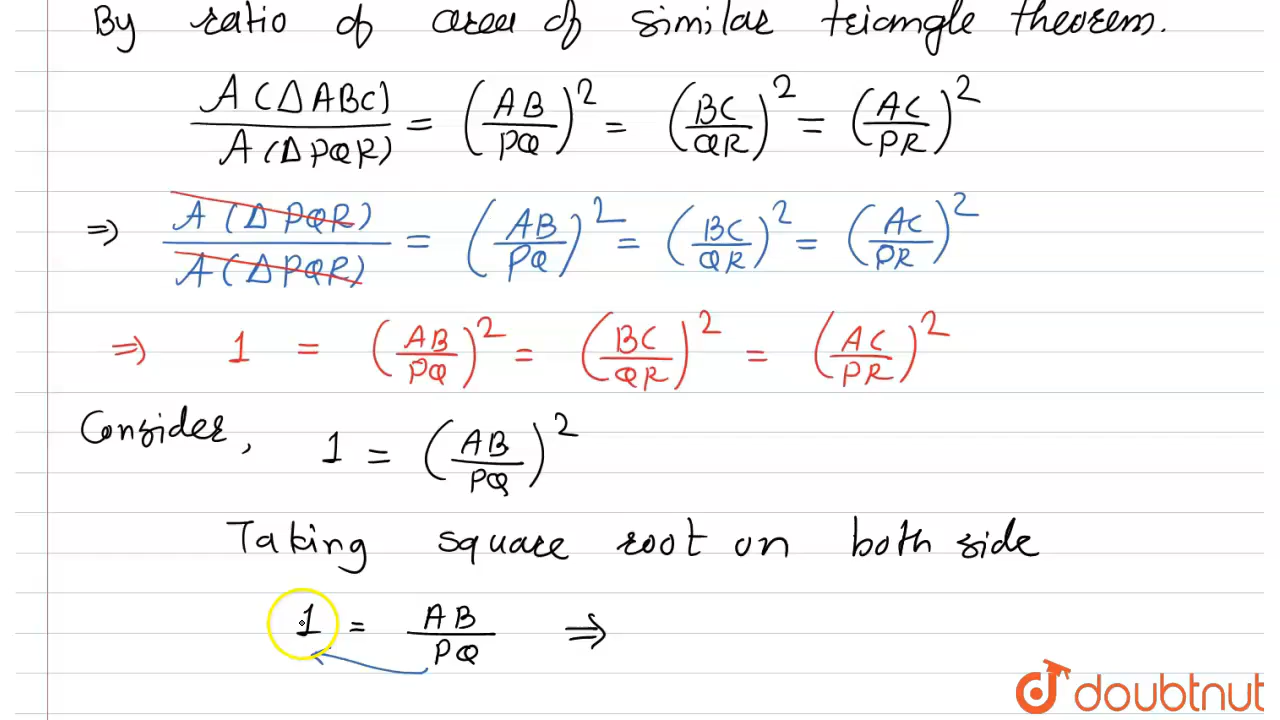 By ratio of area of similar triangle theorem.
A(ΔABC)/A(ΔPQR) = (AB/PQ)² = (BC/QR)² = (AC/PR)²
⇒ A(ΔPQR)/A(ΔPQR) = (AB/PQ)² = (BC/QR)² = (AC/PR)²
⇒ 1 = (AB/PQ)² = (BC/QR)² = (AC/PR)²
Consider, 1 = (AB/PQ)²
Taking square root on both side
1 = AB/PQ ⇒
doubtnut